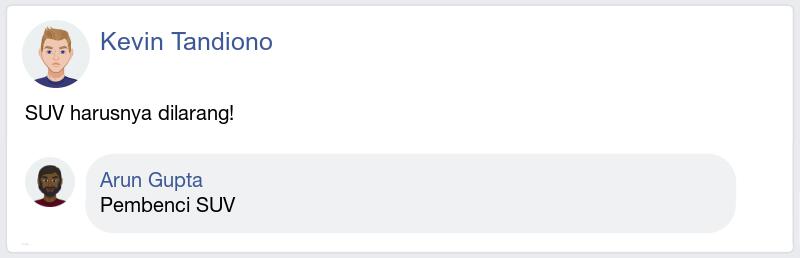 Kevin Tandiono
SUV harusnya dilarang!
Arun Gupta
Pembenci SUV